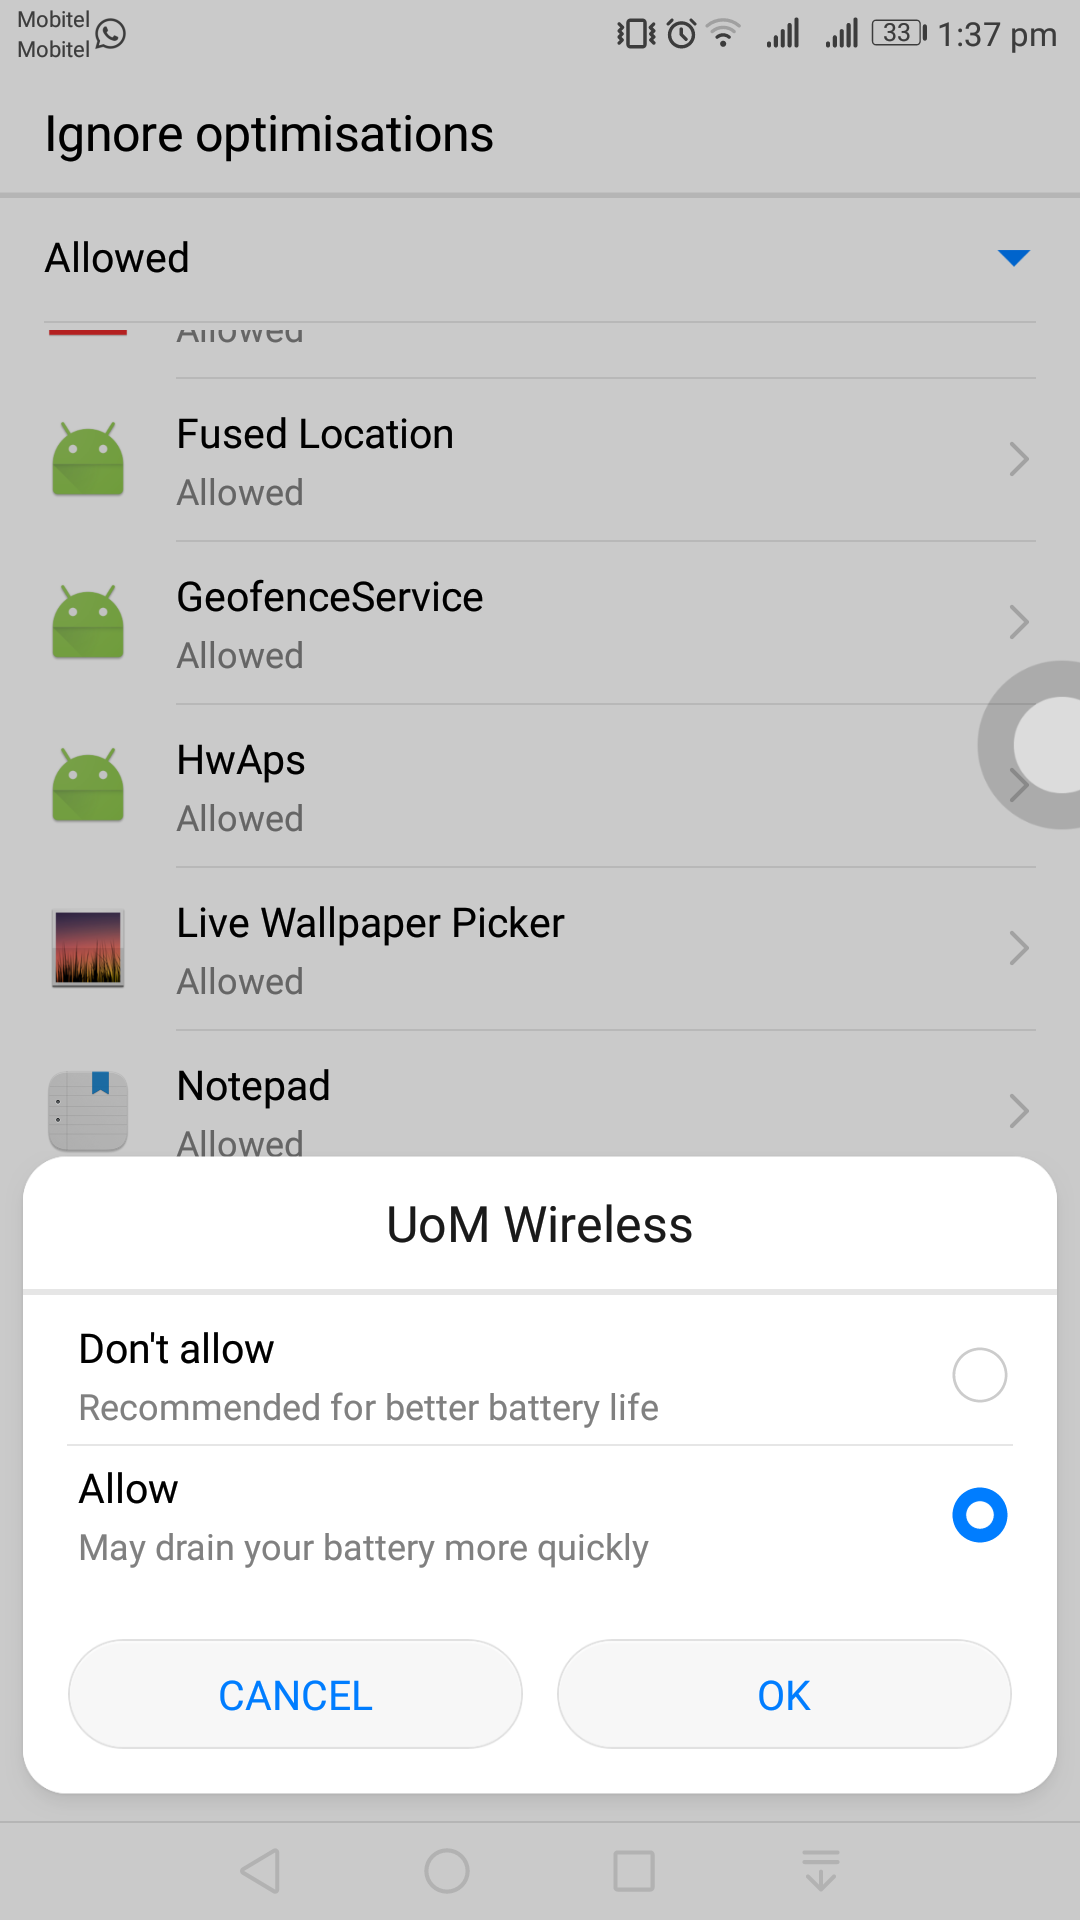 Mobitel
Mobitel
33 1:37 pm
Ignore optimisations
Allowed
Allowed
Fused Location
Allowed
GeofenceService
Allowed
HwAps
Allowed
Live Wallpaper Picker
Allowed
Notepad
Allowed
UoM Wireless
Don't allow
Recommended for better battery life
Allow
May drain your battery more quickly
CANCEL OK